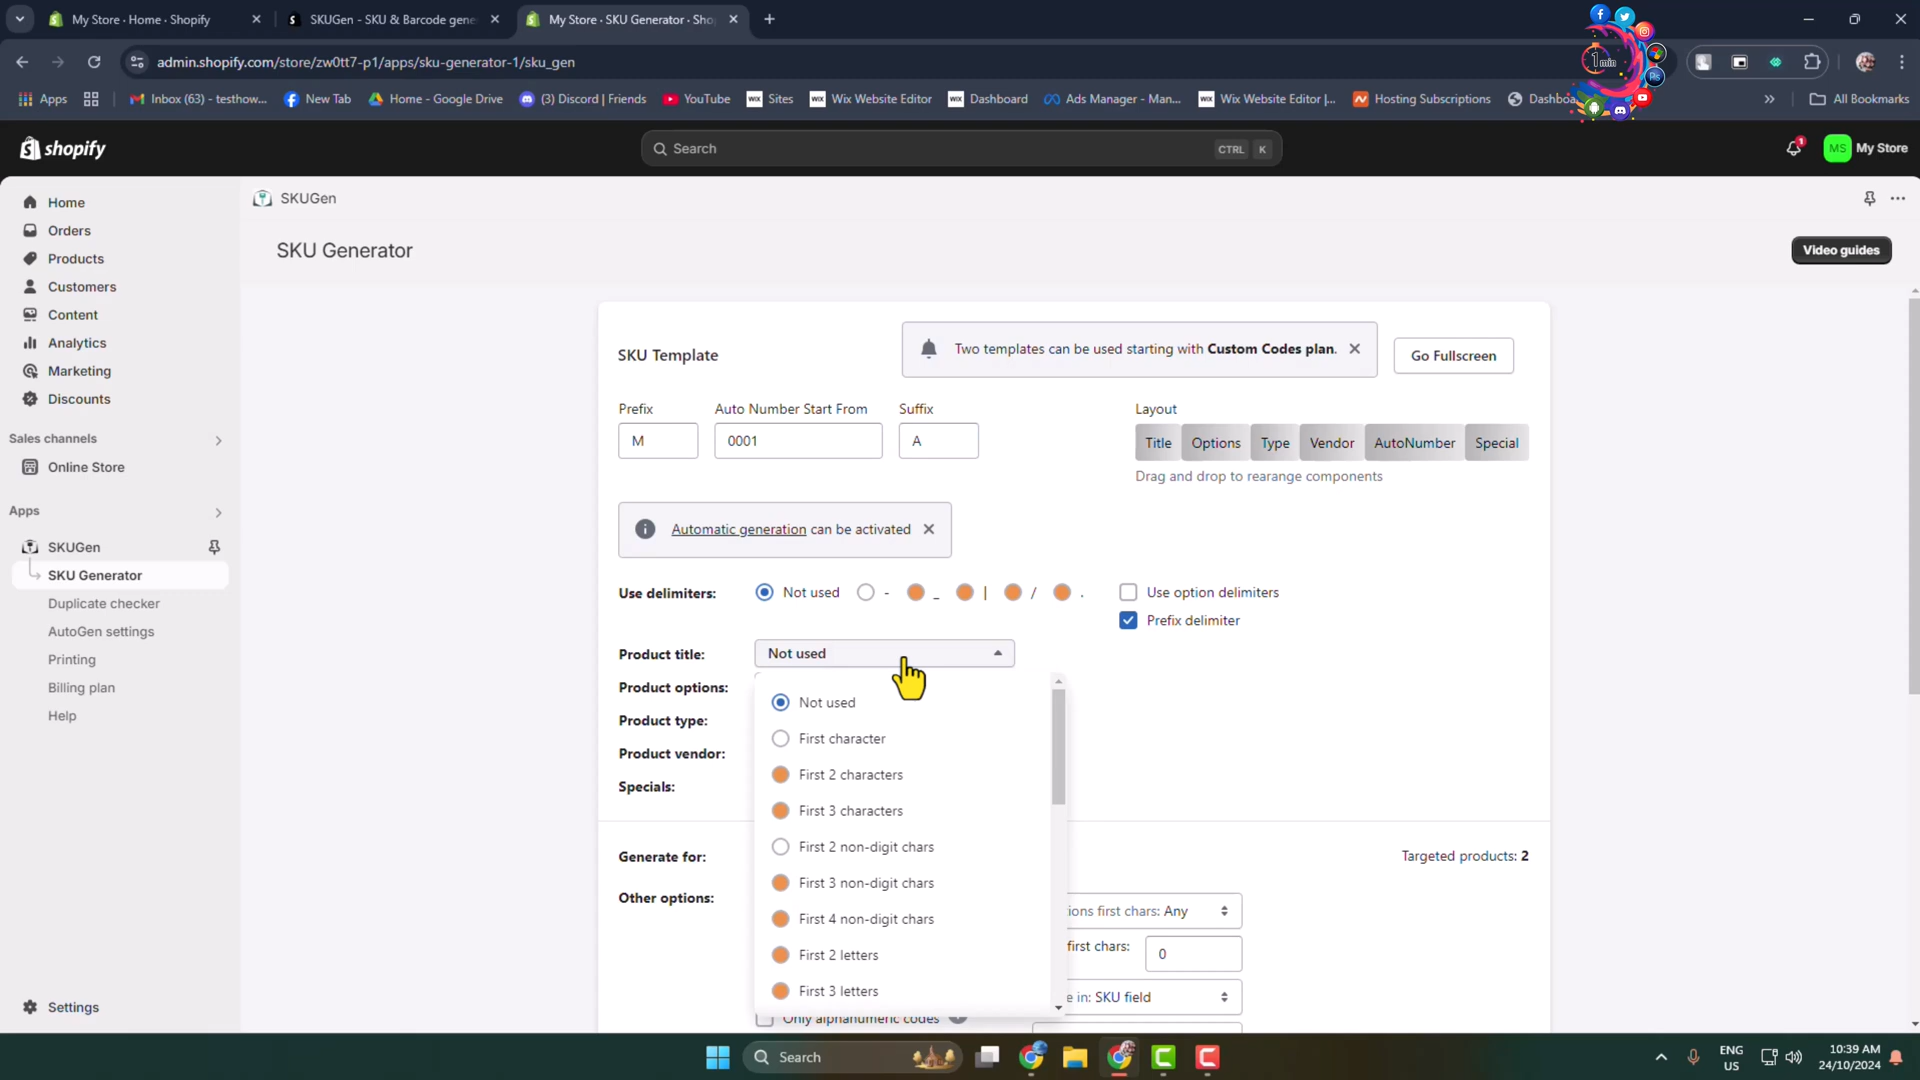 My Store · Home · Shopify
SKUGen - SKU & Barcode gene
My Store · SKU Generator · Sho
admin.shopify.com/store/zw0tt7-p1/apps/sku-generator-1/sku_gen
1min
Ps
Apps
Inbox (63) - testhow...
New Tab
Home - Google Drive
(3) Discord | Friends
YouTube
WIX Sites
WIX Wix Website Editor
WIX Dashboard
Ads Manager - Man...
WIX Wix Website Editor |...
Hosting Subscriptions
Dashboa
All Bookmarks
shopify
Search
CTRL K
1
MS My Store
Home
Orders
Products
Customers
Content
Analytics
Marketing
Discounts
Sales channels
Online Store
Apps
SKUGen
SKU Generator
Duplicate checker
AutoGen settings
Printing
Billing plan
Help
Settings
SKUGen
SKU Generator
Video guides
SKU Template
Two templates can be used starting with Custom Codes plan.
Go Fullscreen
Prefix Auto Number Start From Suffix
M 0001 A
Layout
Title Options Type Vendor AutoNumber Special
Drag and drop to rearrange components
Automatic generation can be activated
Use delimiters: Not used - _ | / .
Use option delimiters
Prefix delimiter
Product title: Not used
Product options:
Product type:
Product vendor:
Specials:
Not used
First character
First 2 characters
First 3 characters
First 2 non-digit chars
First 3 non-digit chars
First 4 non-digit chars
First 2 letters
First 3 letters
Generate for:
Targeted products: 2
Other options:
ions first chars: Any
first chars: 0
e in: SKU field
Only alphanumeric codes
Search
ENG
US
10:39 AM
24/10/2024